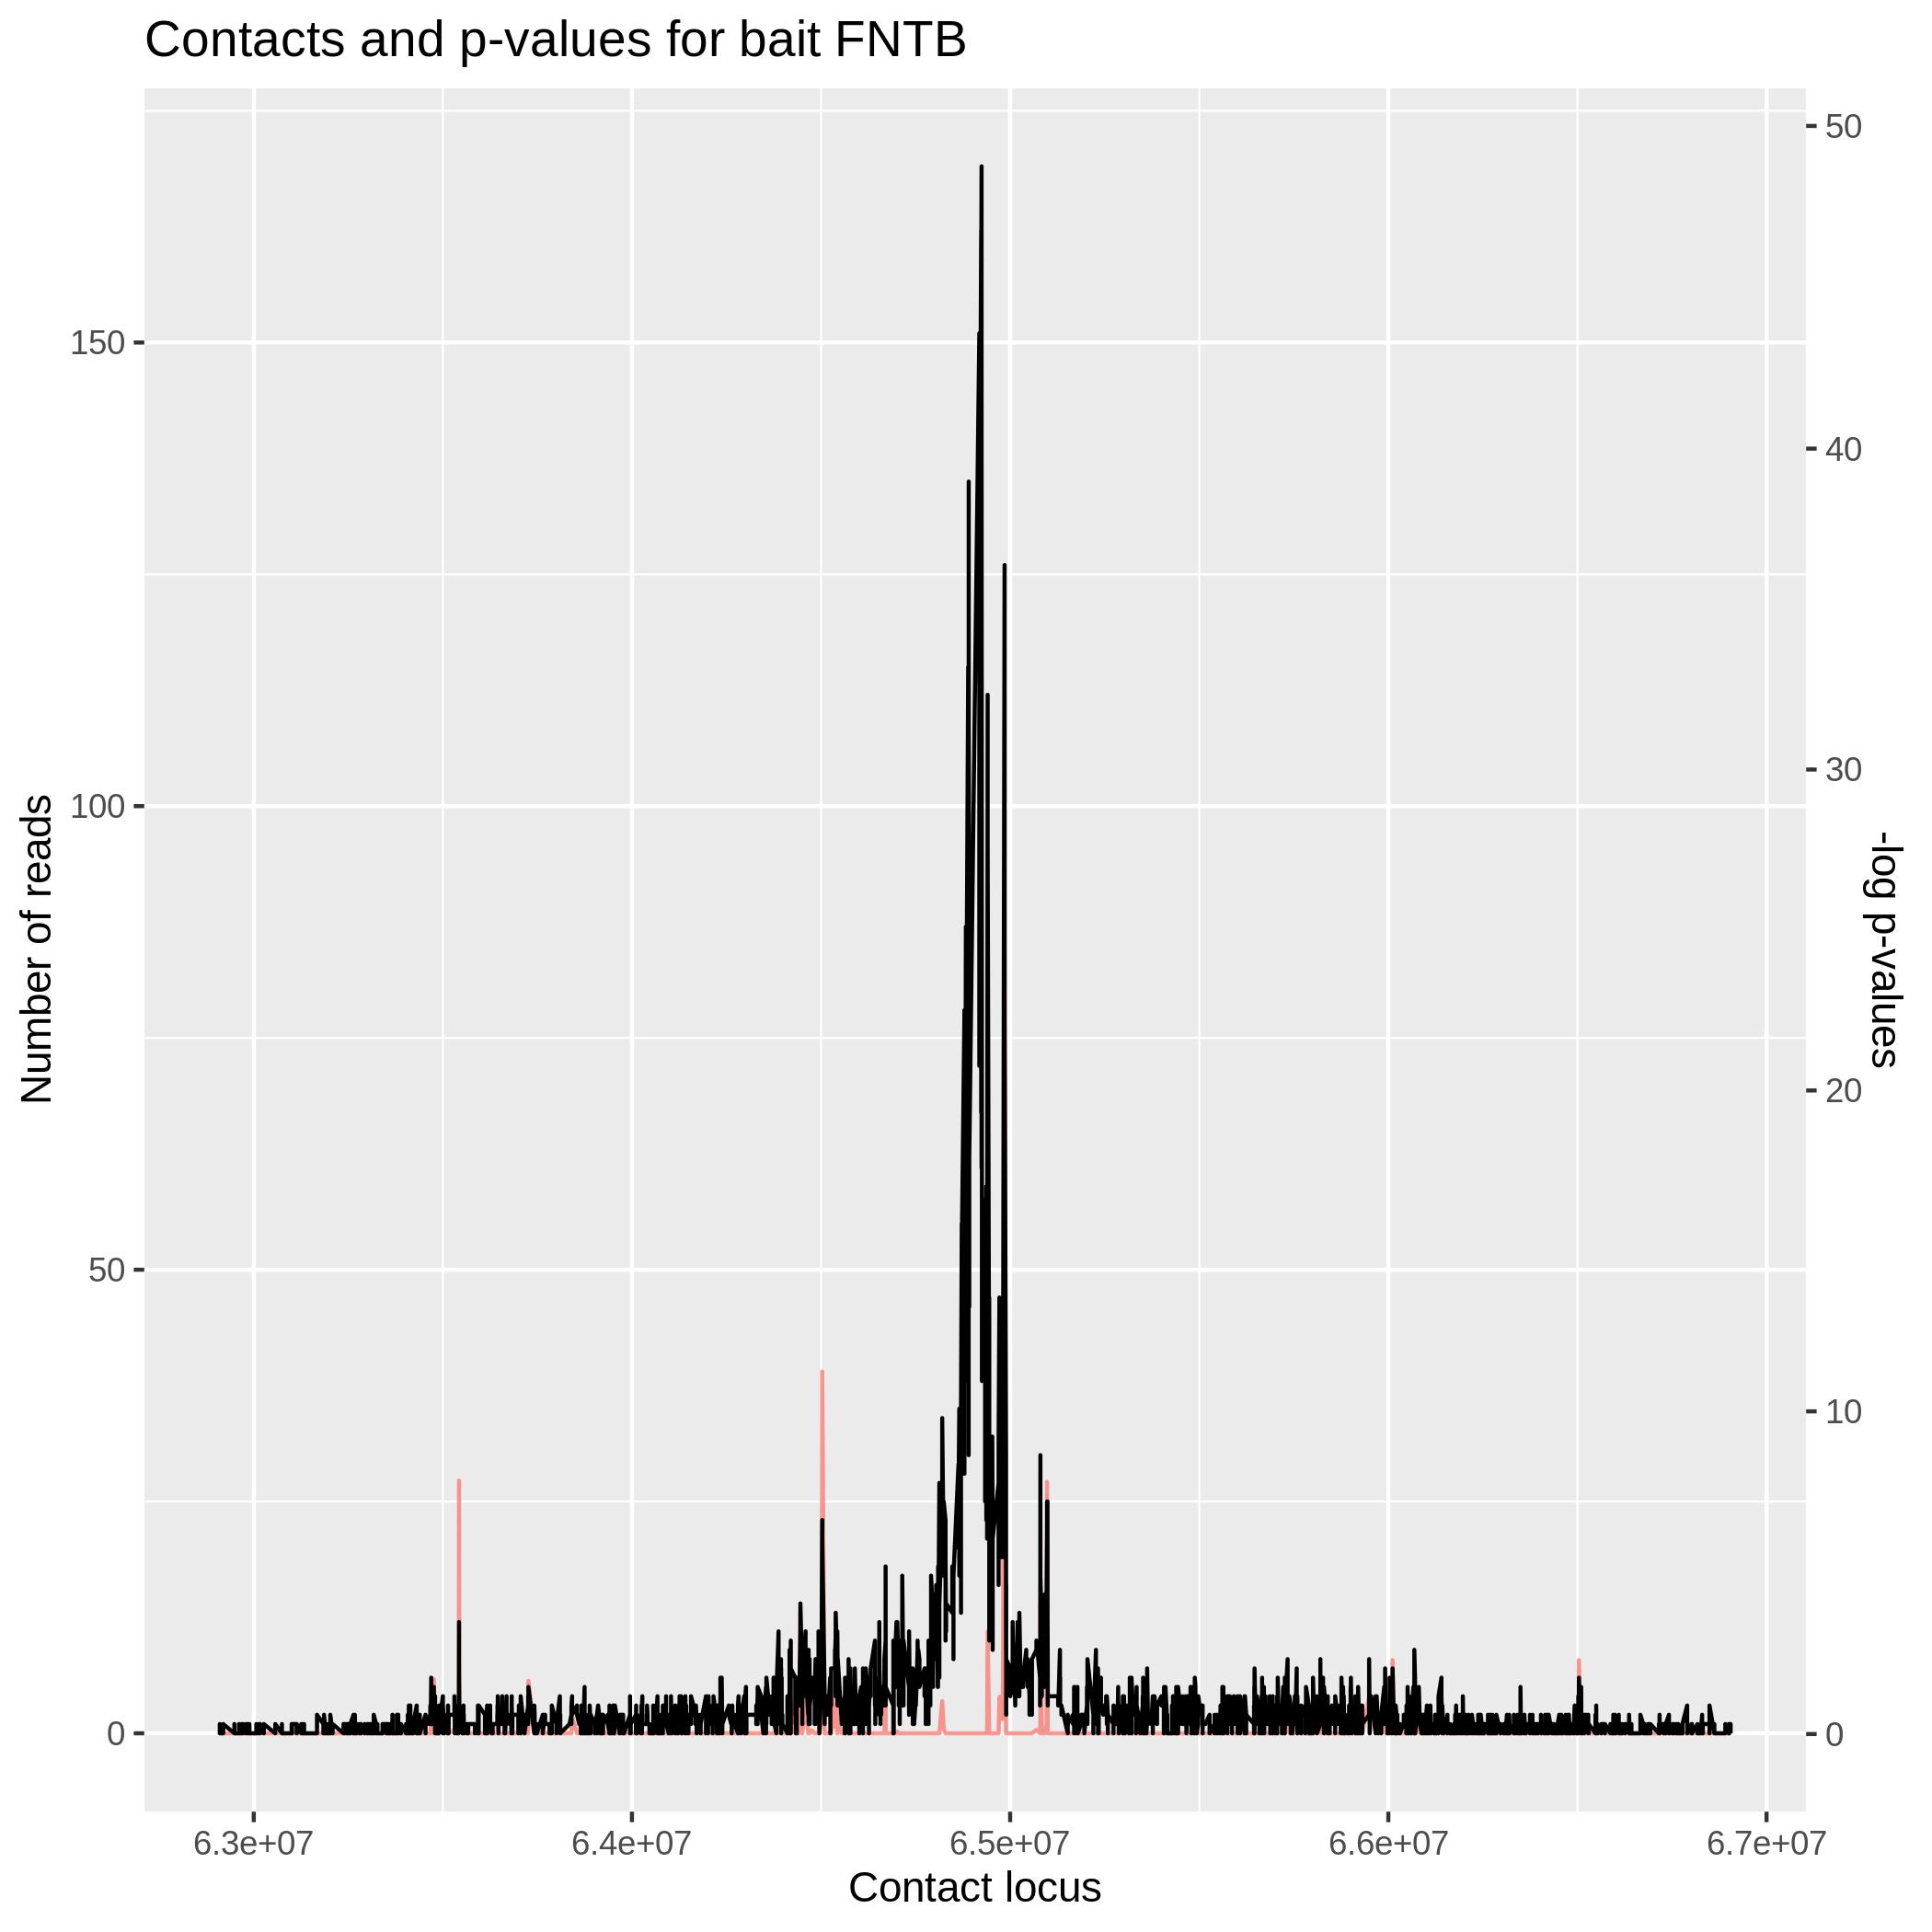 Contacts and p-values for bait FNTB
150
100
50
0
Number of reads
50
40
30
20
10
0
-log p-values
6.3e+07
6.4e+07
6.5e+07
6.6e+07
6.7e+07
Contact locus